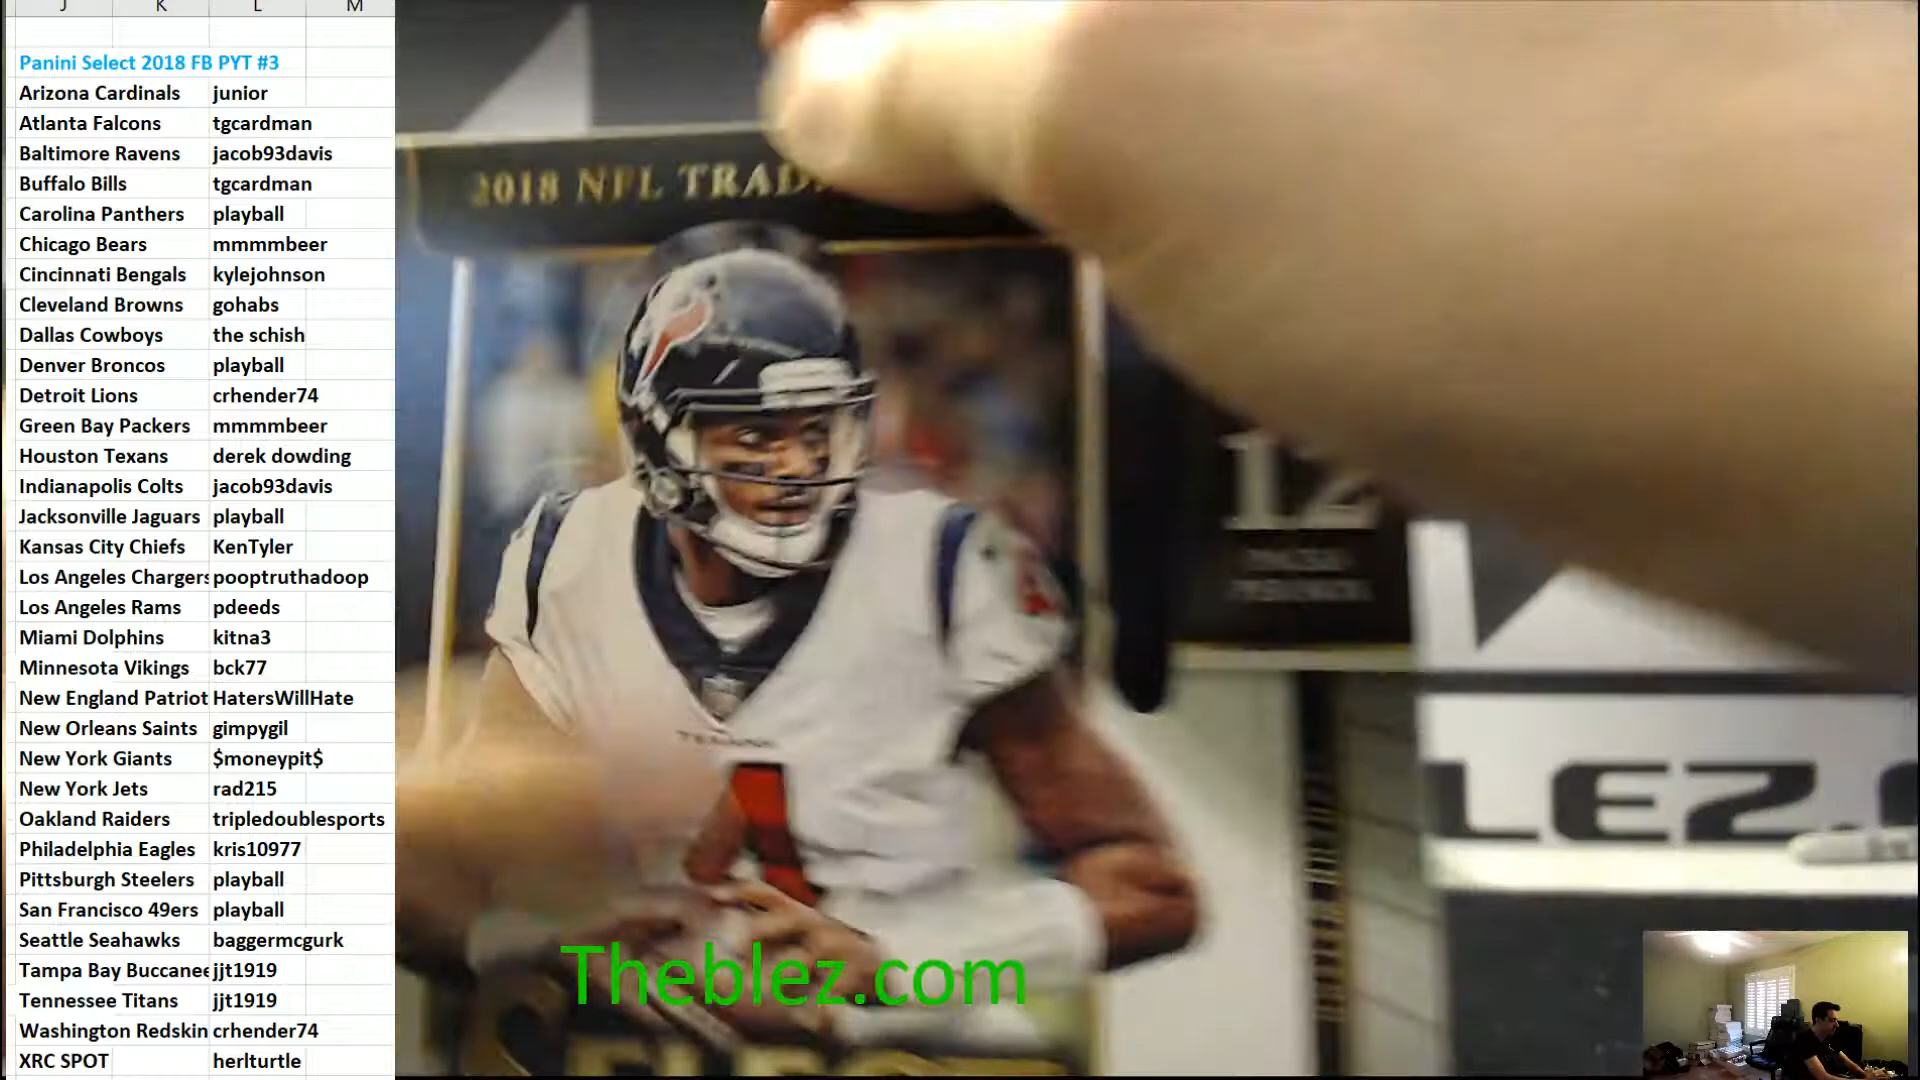 J K L M
Panini Select 2018 FB PYT #3
Arizona Cardinals junior
Atlanta Falcons tgcardman
Baltimore Ravens jacob93davis
Buffalo Bills tgcardman
Carolina Panthers playball
Chicago Bears mmmmbeer
Cincinnati Bengals kylejohnson
Cleveland Browns gohabs
Dallas Cowboys the schish
Denver Broncos playball
Detroit Lions crhender74
Green Bay Packers mmmmbeer
Houston Texans derek dowding
Indianapolis Colts jacob93davis
Jacksonville Jaguars playball
Kansas City Chiefs KenTyler
Los Angeles Chargers pooptruthadoop
Los Angeles Rams pdeeds
Miami Dolphins kitna3
Minnesota Vikings bck77
New England Patriot HatersWillHate
New Orleans Saints gimpygil
New York Giants $moneypit$
New York Jets rad215
Oakland Raiders tripledoublesports
Philadelphia Eagles kris10977
Pittsburgh Steelers playball
San Francisco 49ers playball
Seattle Seahawks baggermcgurk
Tampa Bay Buccanee jjt1919
Tennessee Titans jjt1919
Washington Redskin crhender74
XRC SPOT herlturtle
2018 NFL TRAD
12
LEZ.
Theblez.com